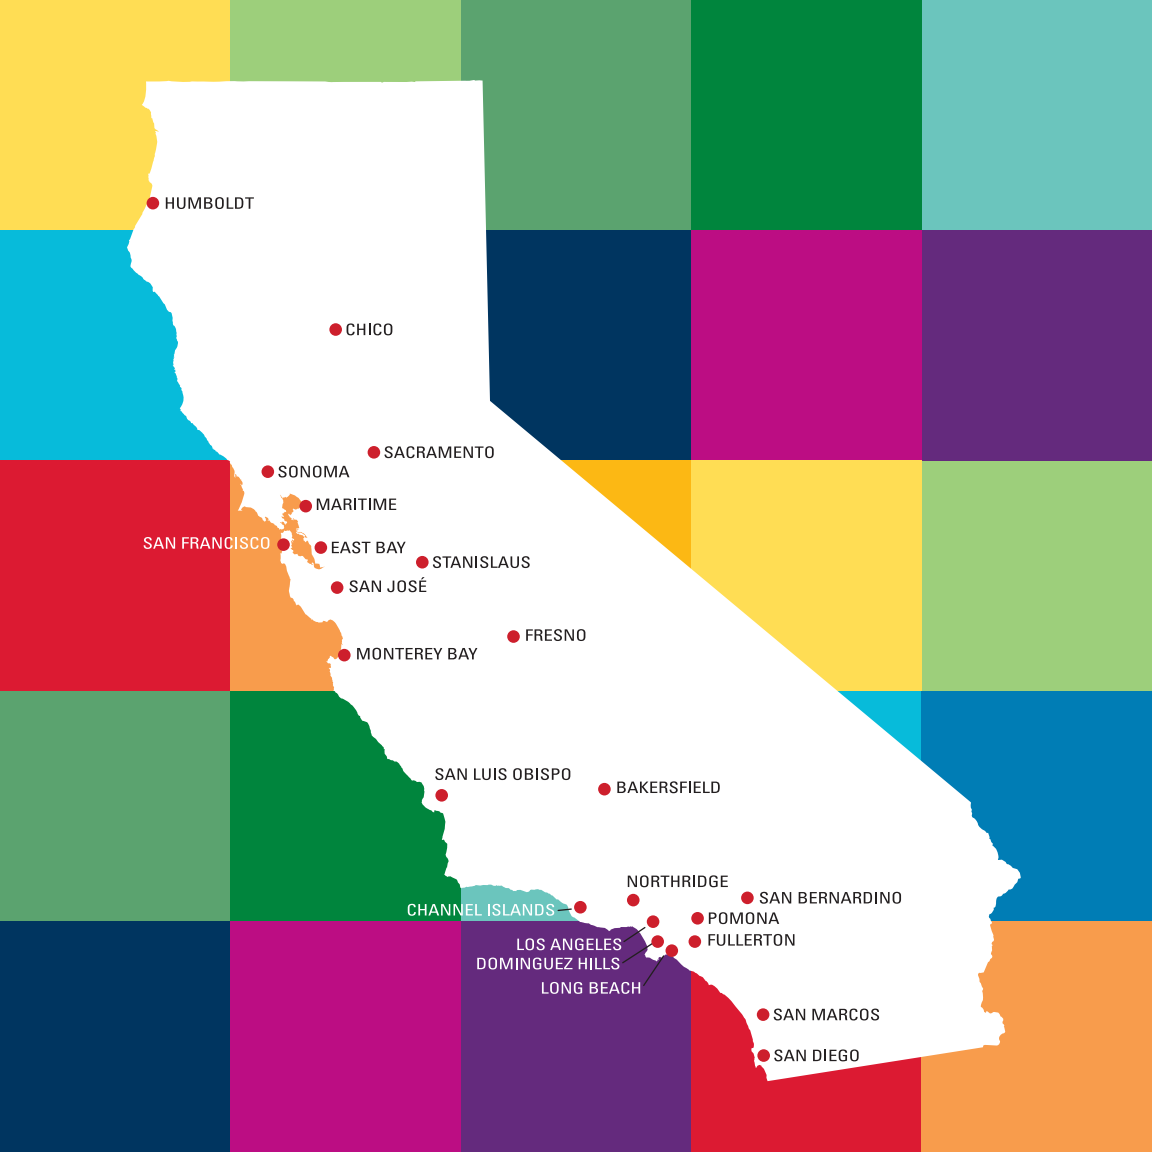 HUMBOLDT
CHICO
SACRAMENTO
SONOMA
MARITIME
SAN FRANCISCO
EAST BAY
STANISLAUS
SAN JOSÉ
FRESNO
MONTEREY BAY
SAN LUIS OBISPO
BAKERSFIELD
NORTHRIDGE
SAN BERNARDINO
CHANNEL ISLANDS
POMONA
FULLERTON
LOS ANGELES
DOMINGUEZ HILLS
LONG BEACH
SAN MARCOS
SAN DIEGO